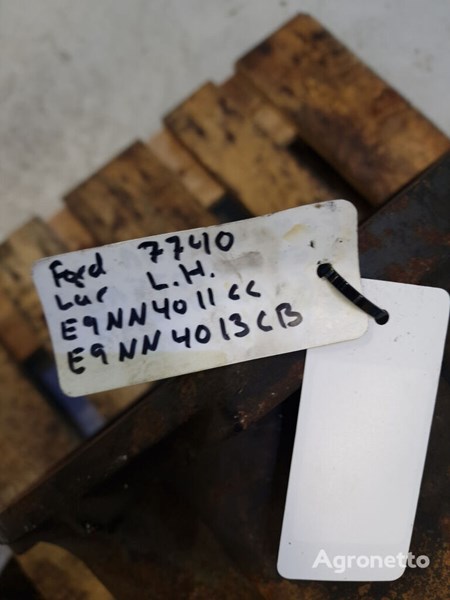 Ford 7740
Lur L.H.
E9NN4011CC
E9NN4013CB
Agronetto